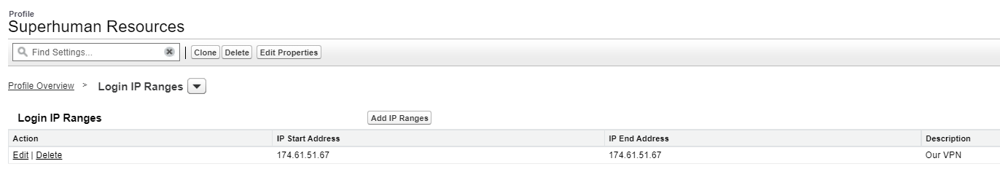 Profile
Superhuman Resources
Find Settings... Clone Delete Edit Properties
Profile Overview > Login IP Ranges
Login IP Ranges Add IP Ranges
Action IP Start Address IP End Address Description
Edit | Delete 174.61.51.67 174.61.51.67 Our VPN